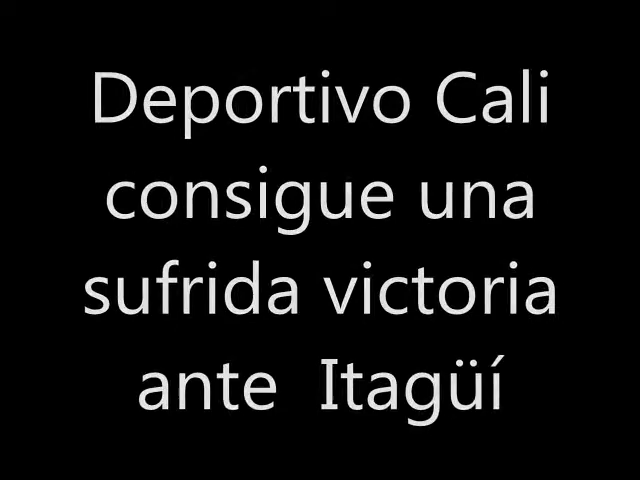 Deportivo Cali
consigue una
sufrida victoria
ante  Itagüí